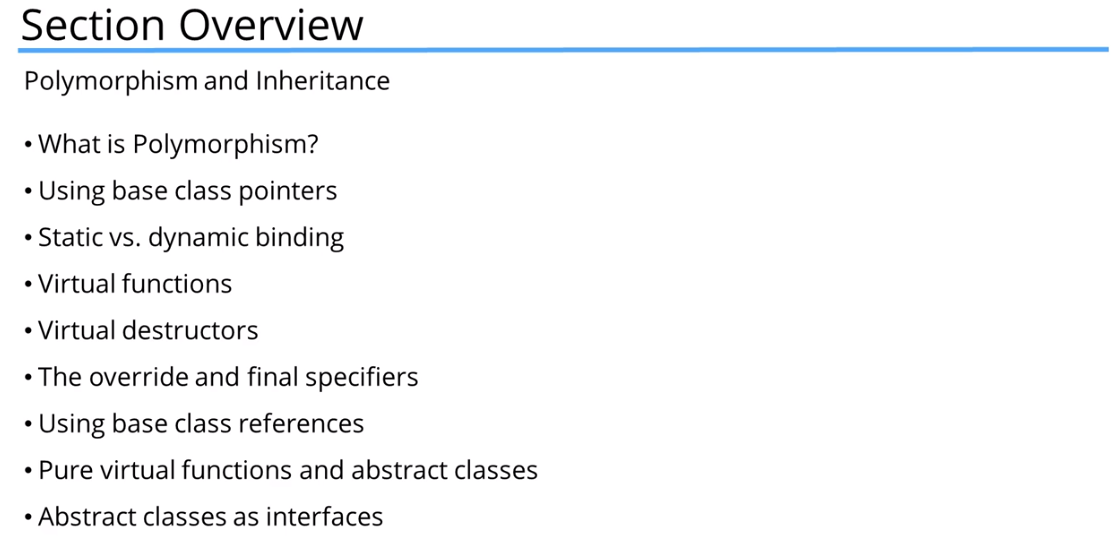 Section Overview
Polymorphism and Inheritance
• What is Polymorphism?
• Using base class pointers
• Static vs. dynamic binding
• Virtual functions
• Virtual destructors
• The override and final specifiers
• Using base class references
• Pure virtual functions and abstract classes
• Abstract classes as interfaces